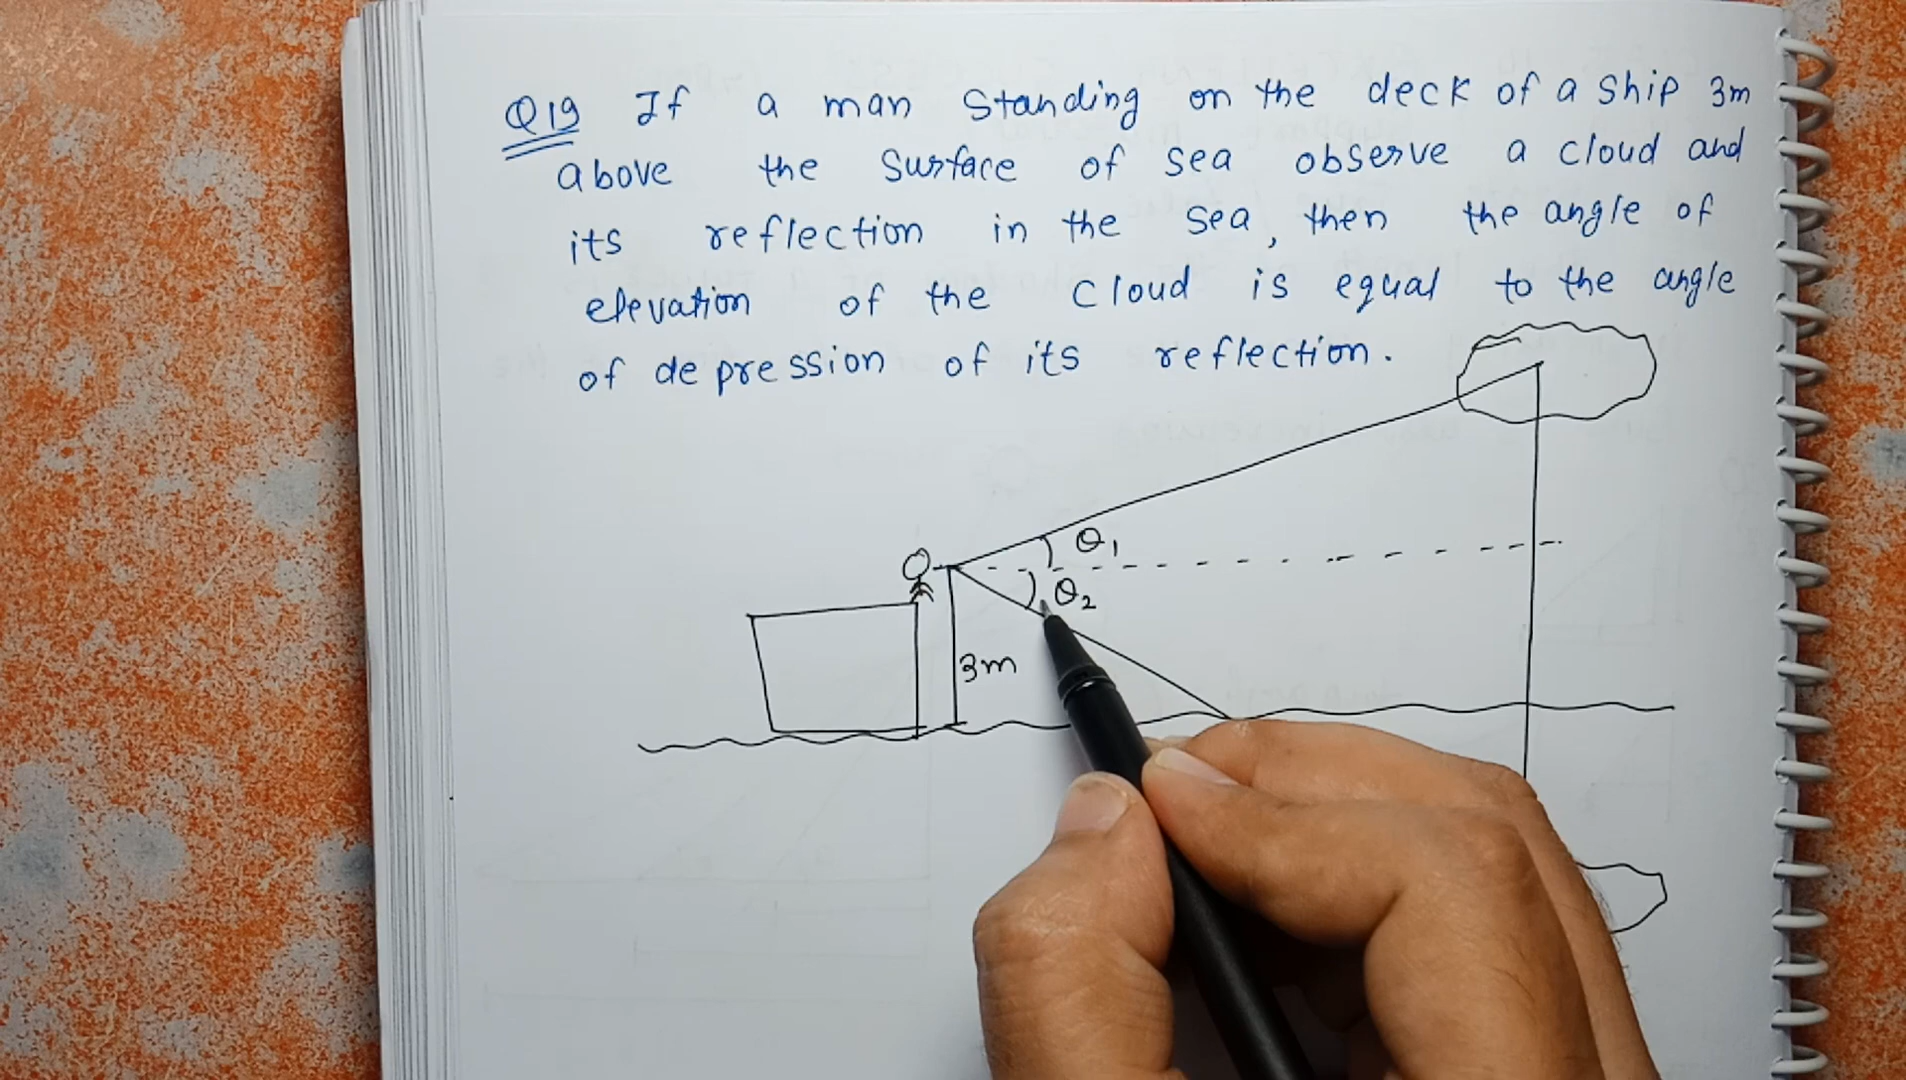 Q19 If a man standing on the deck of a ship 3m
above the surface of sea observe a cloud and
its reflection in the sea, then the angle of
elevation of the cloud is equal to the angle
of depression of its reflection.
θ1
θ2
3m